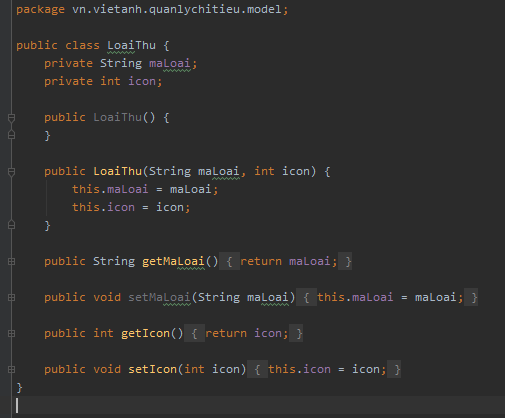 package vn.vietanh.quanlychitieu.model;
public class LoaiThu {
private String maLoai;
private int icon;
public LoaiThu() {
}
public LoaiThu(String maLoai, int icon) {
this.maLoai = maLoai;
this.icon = icon;
}
public String getMaLoai() { return maLoai; }
public void setMaLoai(String maLoai) { this.maLoai = maLoai; }
public int getIcon() { return icon; }
public void setIcon(int icon) { this.icon = icon; }
}